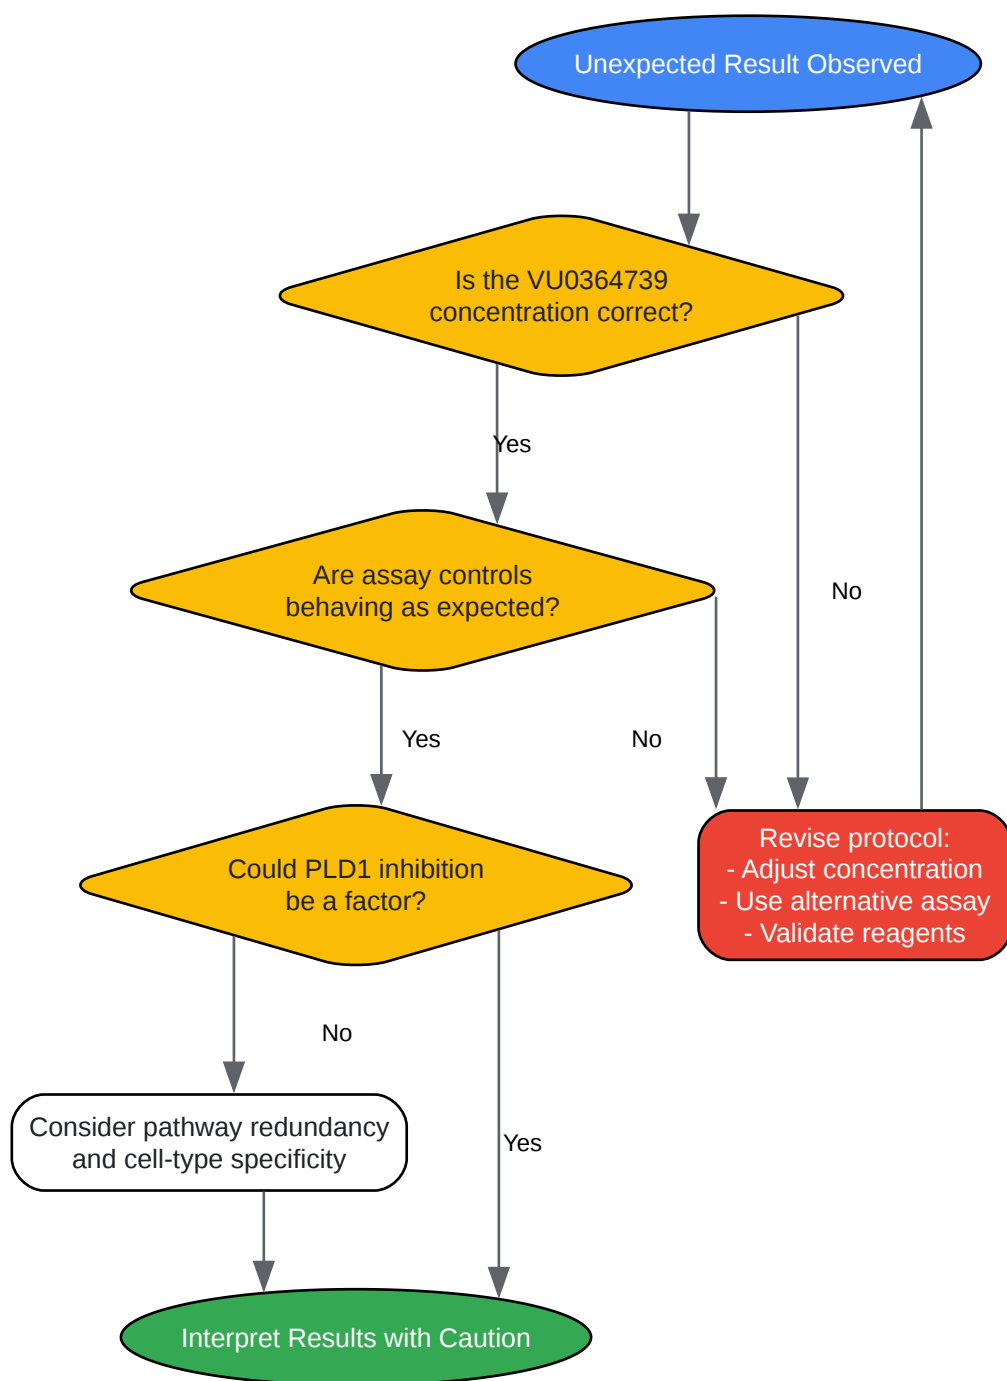 Unexpected Result Observed
Is the VU0364739
concentration correct?
Yes
No
Are assay controls
behaving as expected?
Yes
No
Revise protocol:
- Adjust concentration
- Use alternative assay
- Validate reagents
Could PLD1 inhibition
be a factor?
No
Yes
Consider pathway redundancy
and cell-type specificity
Interpret Results with Caution